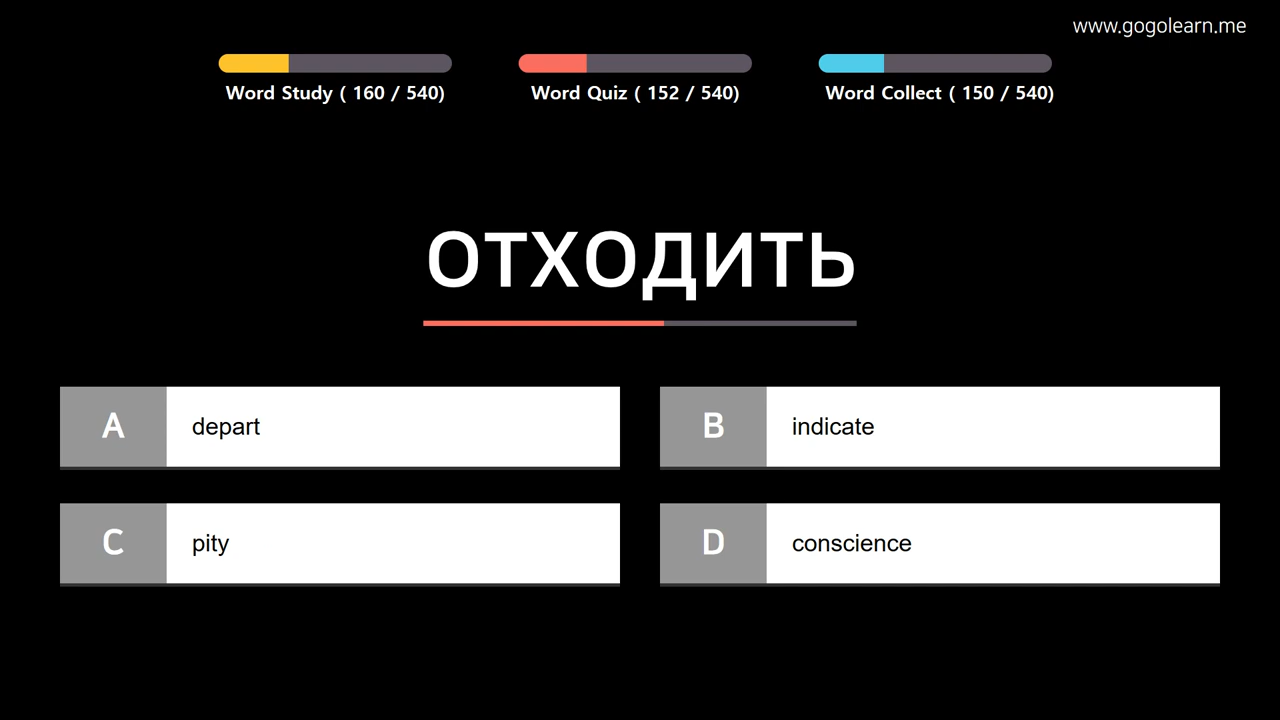 www.gogolearn.me
Word Study ( 160 / 540)
Word Quiz ( 152 / 540)
Word Collect ( 150 / 540)
отходить
A depart
B indicate
C pity
D conscience